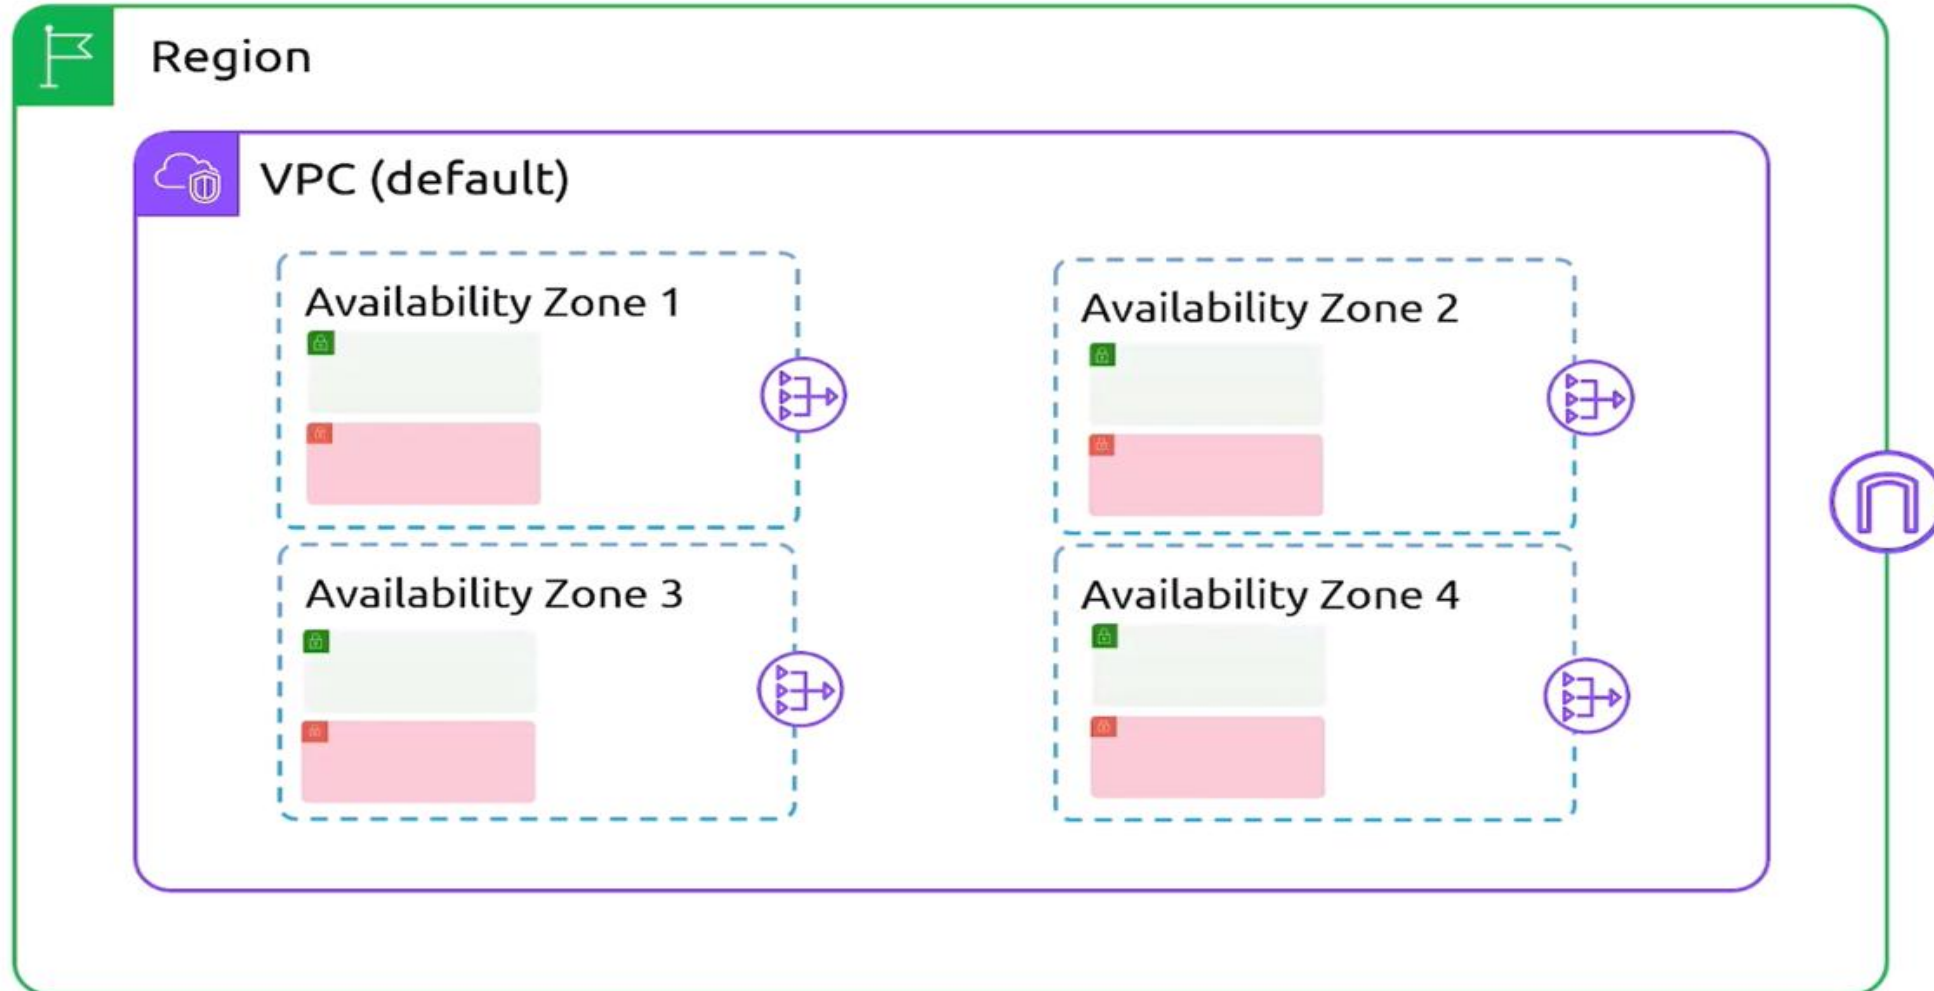 Region
VPC (default)
Availability Zone 1
Availability Zone 2
Availability Zone 3
Availability Zone 4